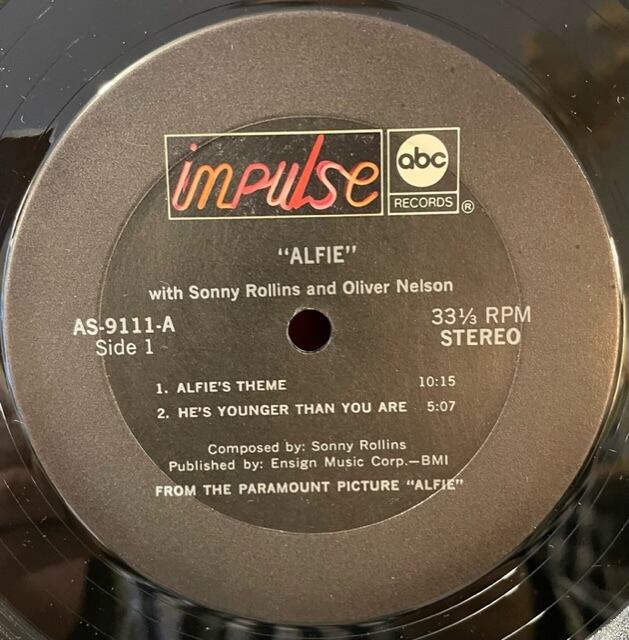 impulse
abc
RECORDS ®
"ALFIE"
with Sonny Rollins and Oliver Nelson
AS-9111-A
Side 1
33⅓ RPM
STEREO
1. ALFIE'S THEME 10:15
2. HE'S YOUNGER THAN YOU ARE 5:07
Composed by: Sonny Rollins
Published by: Ensign Music Corp.—BMI
FROM THE PARAMOUNT PICTURE "ALFIE"